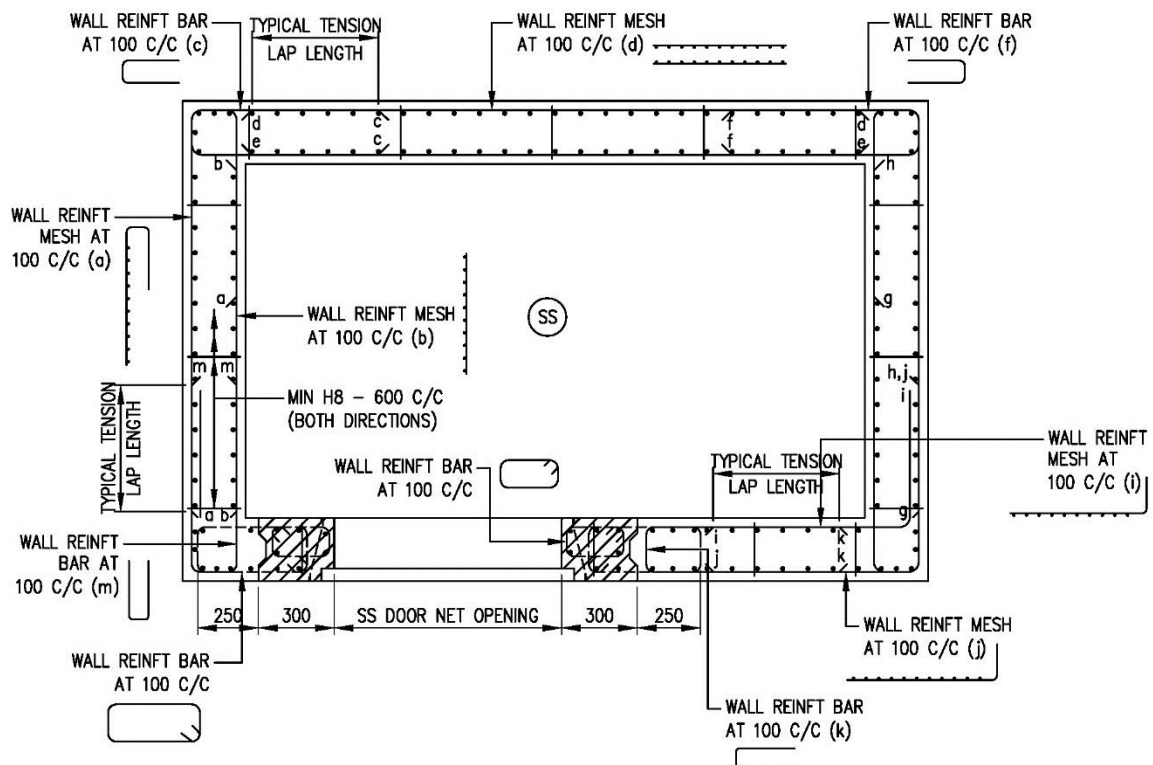 WALL REINFT BAR
AT 100 C/C (c)
TYPICAL TENSION
LAP LENGTH
WALL REINFT MESH
AT 100 C/C (d)
WALL REINFT BAR
AT 100 C/C (f)
d
e
c
c
f
f
d
e
b
h
WALL REINFT
MESH AT
100 C/C (a)
a
g
WALL REINFT MESH
AT 100 C/C (b)
SS
m
m
h,j
i
MIN H8 - 600 C/C
(BOTH DIRECTIONS)
TYPICAL TENSION
LAP LENGTH
WALL REINFT BAR
AT 100 C/C
TYPICAL TENSION
LAP LENGTH
WALL REINFT
MESH AT
100 C/C (i)
a
b
g
WALL REINFT
BAR AT
100 C/C (m)
j
k
k
250
300
SS DOOR NET OPENING
300
250
WALL REINFT MESH
AT 100 C/C (j)
WALL REINFT BAR
AT 100 C/C
WALL REINFT BAR
AT 100 C/C (k)